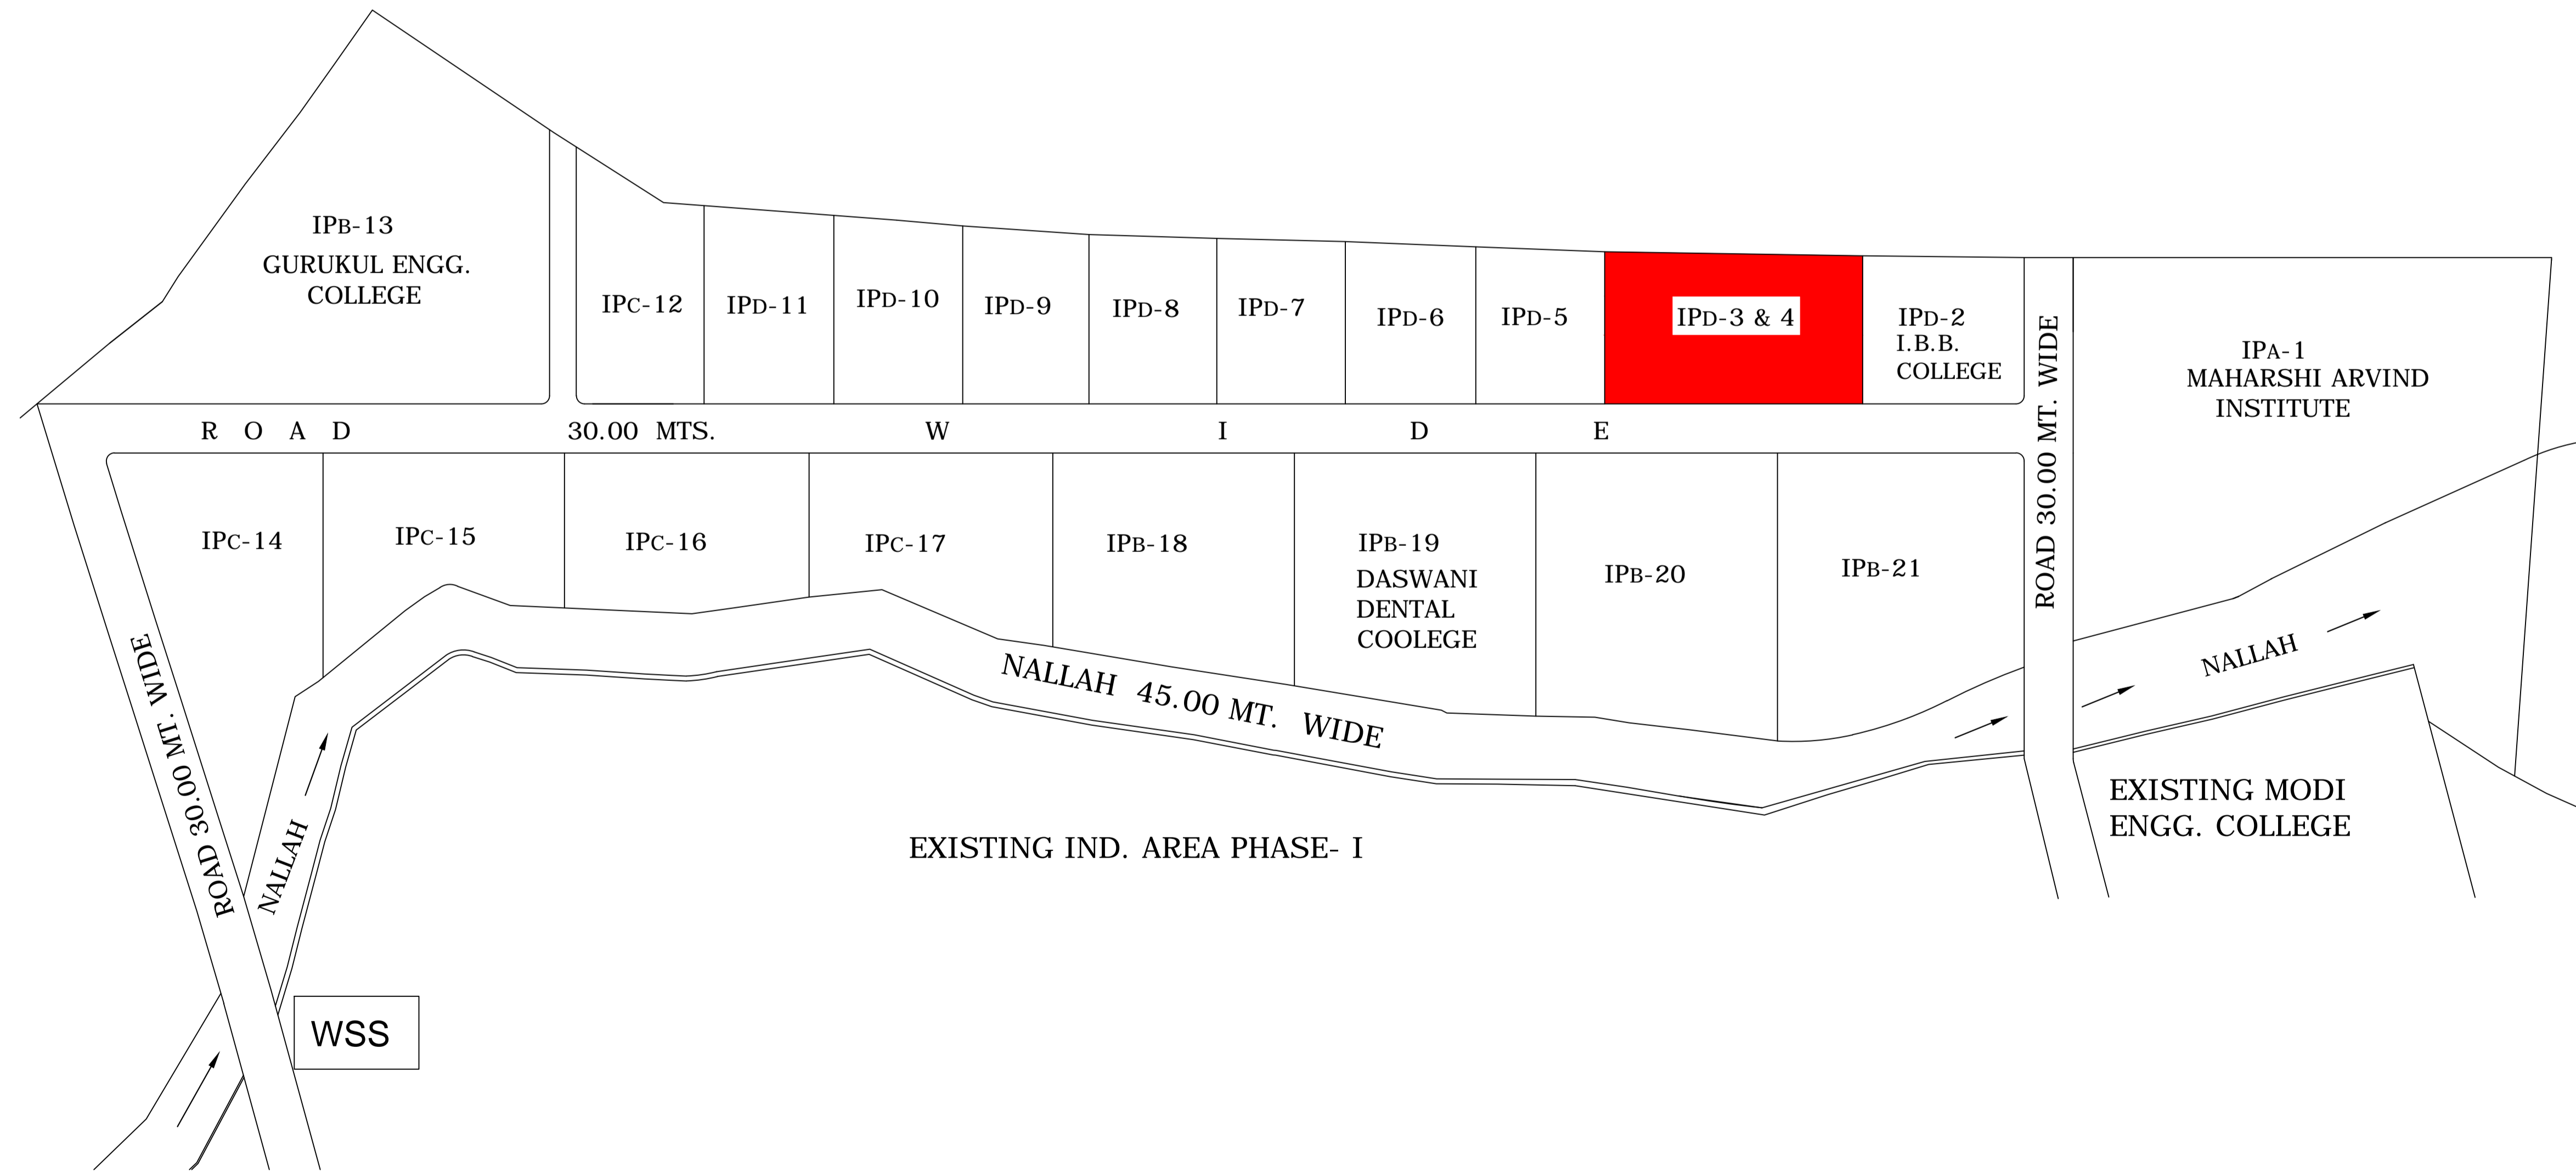 IPB-13
GURUKUL ENGG.
COLLEGE
IPC-12
IPD-11
IPD-10
IPD-9
IPD-8
IPD-7
IPD-6
IPD-5
IPD-3 & 4
IPD-2
I.B.B.
COLLEGE
ROAD 30.00 MT. WIDE
IPA-1
MAHARSHI ARVIND
INSTITUTE
ROAD 30.00 MTS. WIDE
IPC-14
IPC-15
IPC-16
IPC-17
IPB-18
IPB-19
DASWANI
DENTAL
COOLEGE
IPB-20
IPB-21
ROAD 30.00 MT. WIDE
NALLAH
NALLAH 45.00 MT. WIDE
NALLAH
EXISTING IND. AREA PHASE- I
EXISTING MODI
ENGG. COLLEGE
WSS